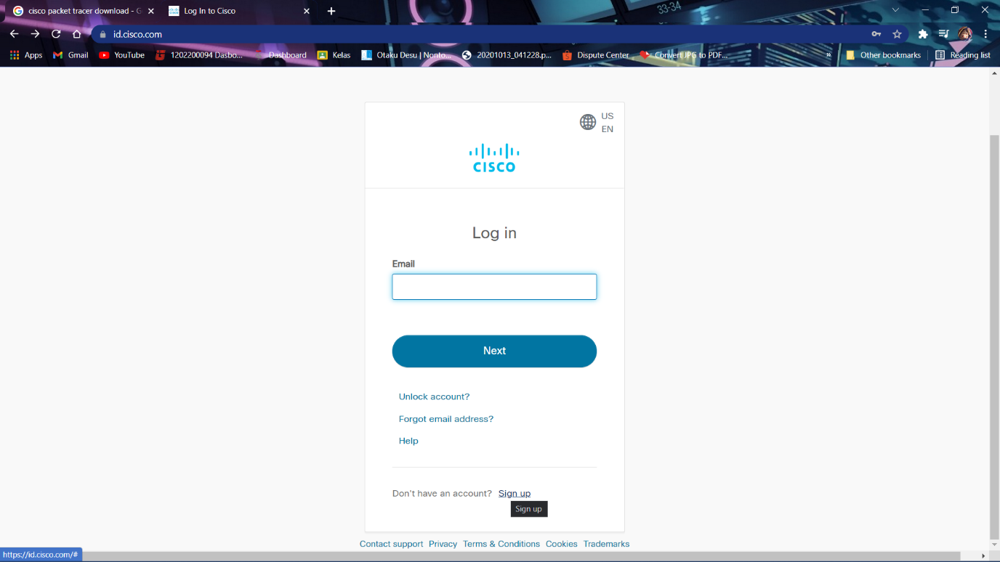 33-34
cisco packet tracer download - G
Log In to Cisco
id.cisco.com
Apps Gmail YouTube 1202200094 Dasbo... Dashboard Kelas Otaku Desu | Nonto... 20201013_041228.p... Dispute Center Convert JPG to PDF... » Other bookmarks Reading list
US
EN
CISCO
Log in
Email
Next
Unlock account?
Forgot email address?
Help
Don't have an account? Sign up
Sign up
Contact support Privacy Terms & Conditions Cookies Trademarks
https://id.cisco.com/#